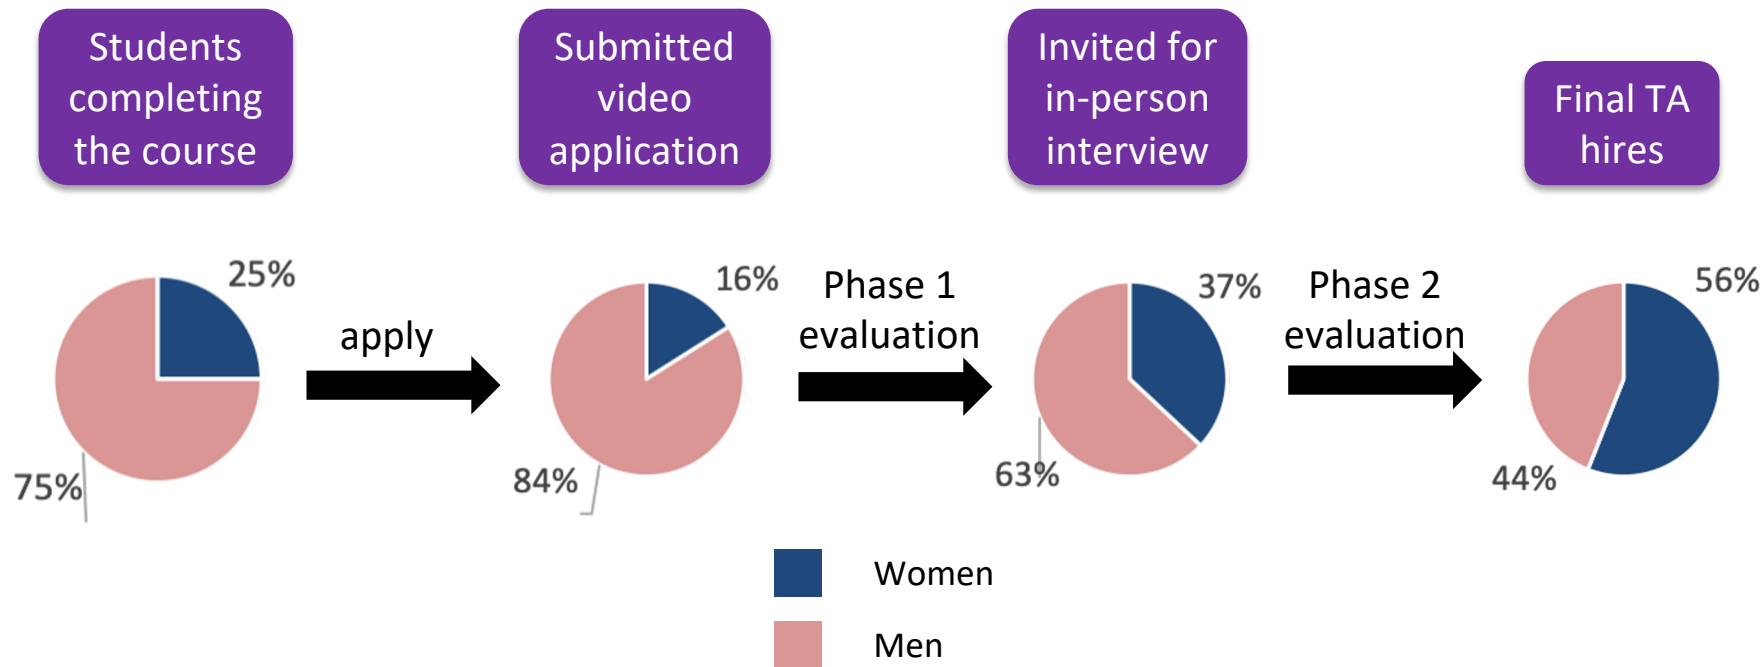 Students
completing
the course
Submitted
video
application
Invited for
in-person
interview
Final TA
hires
25%
75%
apply
16%
84%
Phase 1
evaluation
37%
63%
Phase 2
evaluation
56%
44%
Women
Men